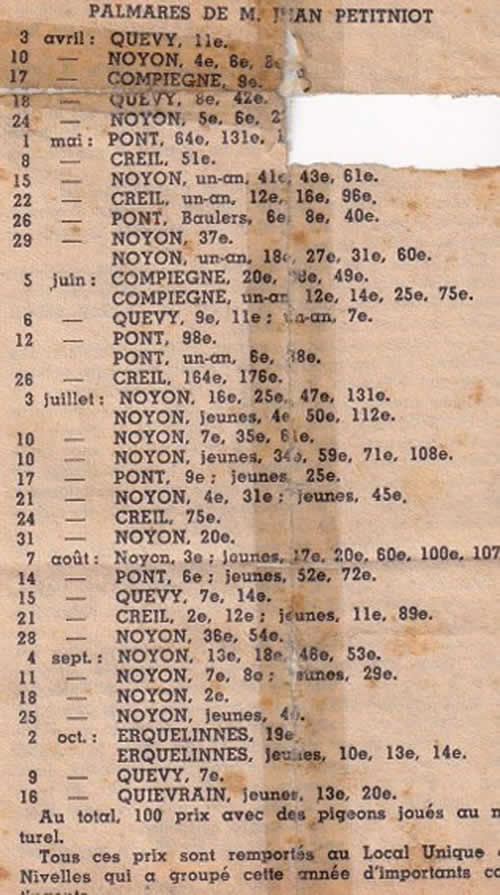 PALMARES DE M. JEAN PETITNIOT
3 avril : QUEVY, 11e.
10 — NOYON, 4e, 6e,
17 — COMPIEGNE, 9e.
18 — QUEVY, 8e, 42e.
24 — NOYON, 5e, 6e,
1 mai : PONT, 64e, 131e,
8 — CREIL, 51e.
15 — NOYON, un-an, 41e, 43e, 61e.
22 — CREIL, un-an, 12e, 16e, 96e.
26 — PONT, Baulers, 6e, 8e, 40e.
29 — NOYON, 37e.
NOYON, un-an, 18e, 27e, 31e, 60e.
5 juin : COMPIEGNE, 20e, 49e.
COMPIEGNE, un-an, 12e, 14e, 25e, 75e.
6 — QUEVY, 9e, 11e ; un-an, 7e.
12 — PONT, 98e.
PONT, un-an, 6e,
26 — CREIL, 164e, 176e.
3 juillet : NOYON, 16e, 25e, 47e, 131e.
NOYON, jeunes, 4e, 50e, 112e.
10 — NOYON, 7e, 35e, 61e.
10 — NOYON, jeunes, 34e, 59e, 71e, 108e.
17 — PONT, 9e ; jeunes, 25e.
21 — NOYON, 4e, 31e ; jeunes, 45e.
24 — CREIL, 75e.
31 — NOYON, 20e.
7 août : Noyon, 3e ; jeunes, 17e, 20e, 60e, 100e, 107
14 — PONT, 6e ; jeunes, 52e, 72e.
15 — QUEVY, 7e, 14e.
21 — CREIL, 2e, 12e ; jeunes, 11e, 89e.
28 — NOYON, 36e, 54e.
4 sept. : NOYON, 13e, 18e, 46e, 53e.
11 — NOYON, 7e, 8e ; jeunes, 29e.
18 — NOYON, 2e.
25 — NOYON, jeunes,
2 oct. : ERQUELINNES, 19e
ERQUELINNES, jeunes, 10e, 13e, 14e.
9 — QUEVY, 7e.
16 — QUIEVRAIN, jeunes, 13e, 20e.
Au total, 100 prix avec des pigeons joués au
turel.
Tous ces prix sont remportés au Local Unique
Nivelles qui a groupé cette année d'importants